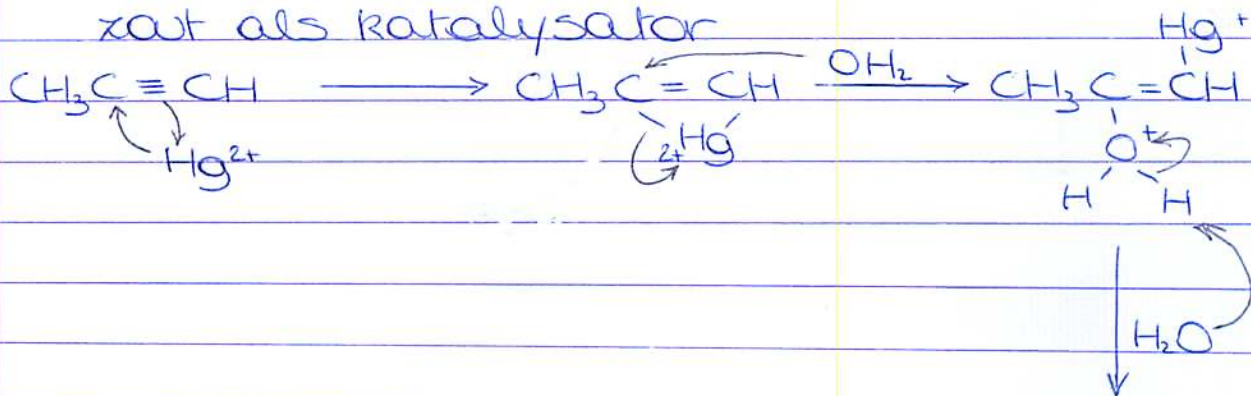 zout als katalysator
Hg⁺
CH₃C ≡ CH ⟶ CH₃C = CH OH₂ ⟶ CH₃C = CH
Hg²⁺ ²⁺Hg O⁺
H H
H₂O